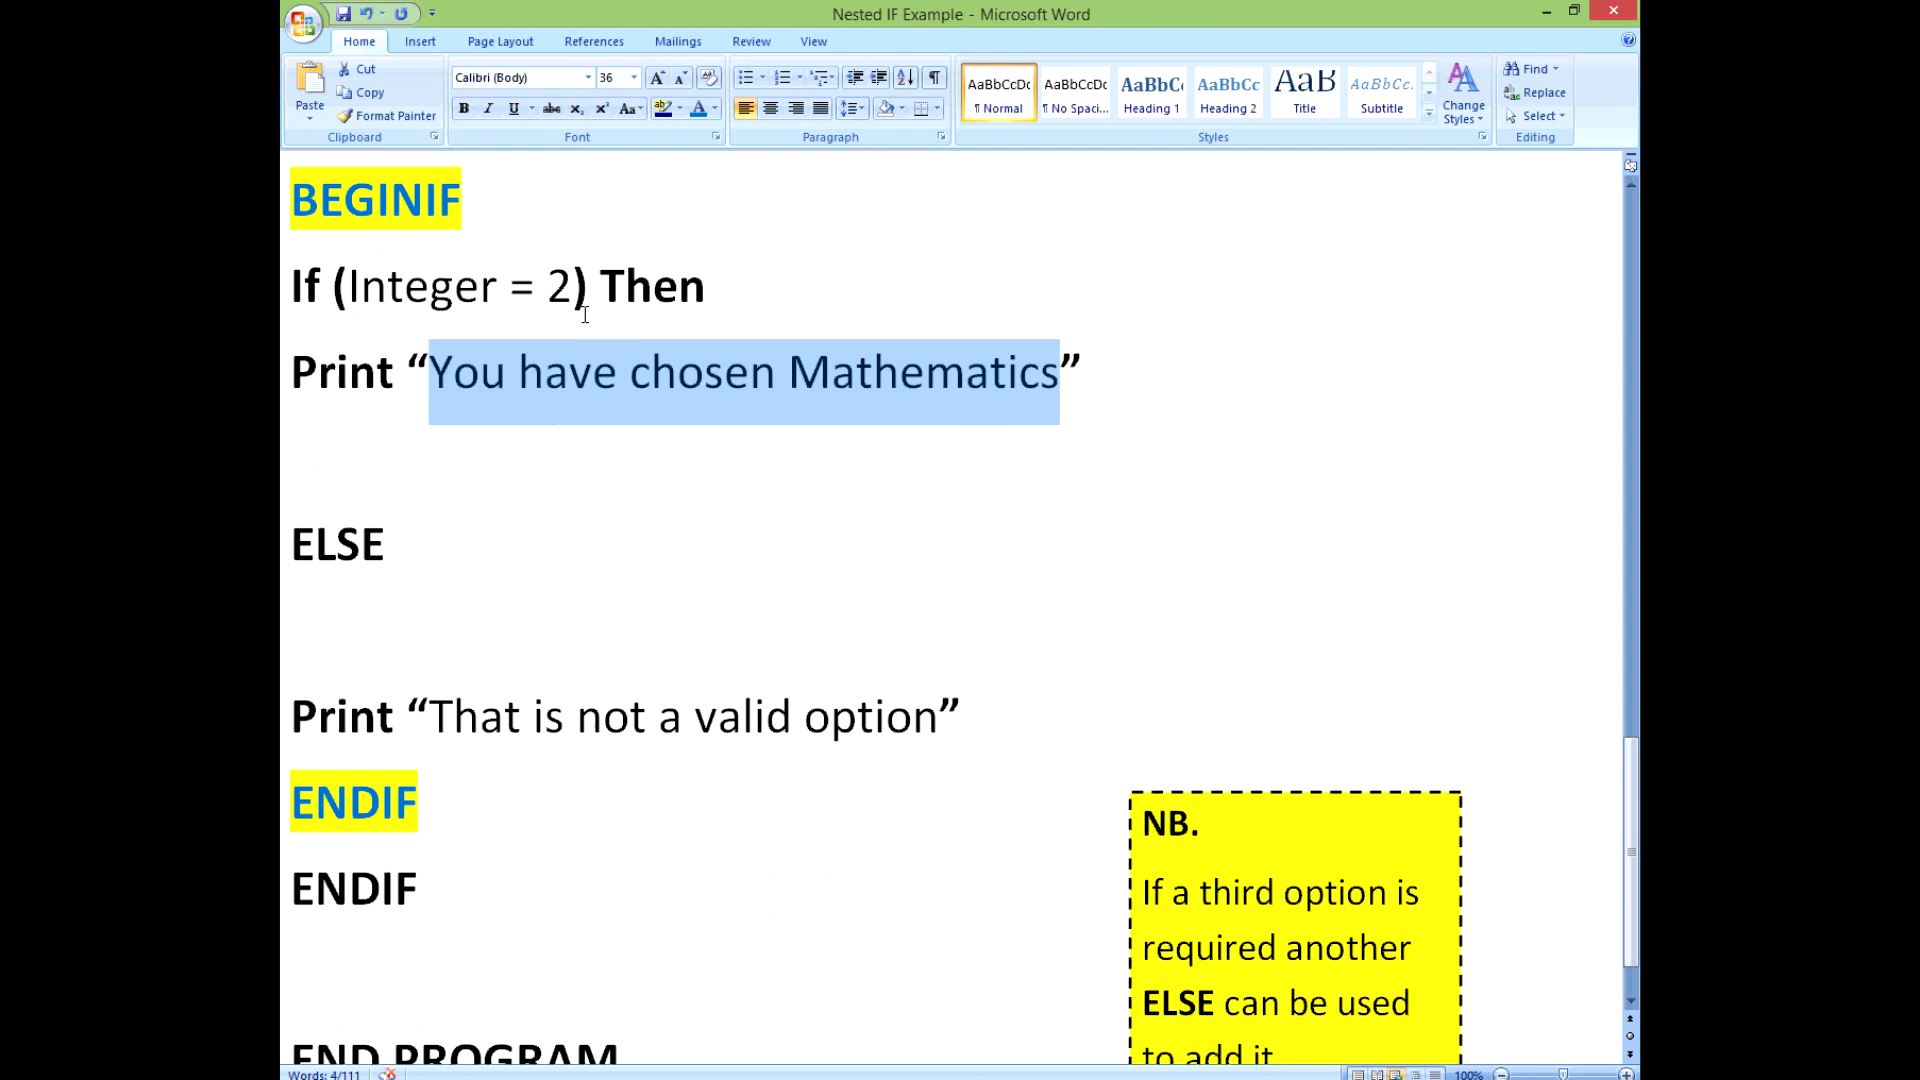 Nested IF Example - Microsoft Word
Home Insert Page Layout References Mailings Review View
Paste
Cut
Copy
Format Painter
Clipboard
Calibri (Body) 36
B I U abc X₂ X² Aa
Font
Paragraph
AaBbCcDc AaBbCcDc AaBbC AaBbCc AaB AaBbCc.
¶ Normal ¶ No Spaci... Heading 1 Heading 2 Title Subtitle
Change
Styles
Styles
Find
Replace
Select
Editing
BEGINIF
If (Integer = 2) Then
Print “You have chosen Mathematics”
ELSE
Print “That is not a valid option”
ENDIF
ENDIF
END PROGRAM
NB.
If a third option is
required another
ELSE can be used
to add it
Words: 4/111
100%